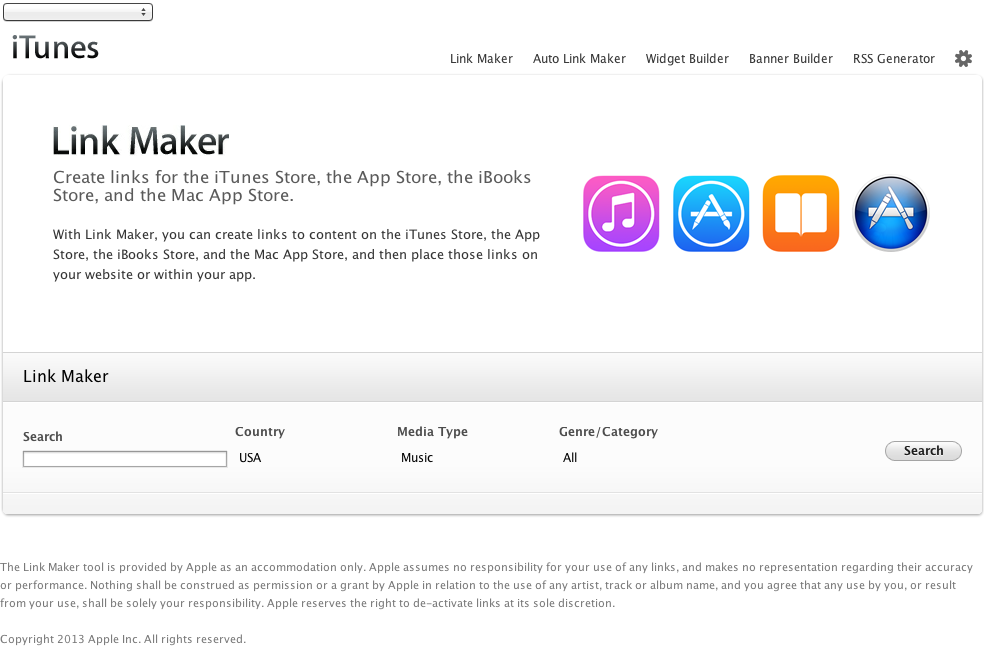 iTunes
Link Maker
Auto Link Maker
Widget Builder
Banner Builder
RSS Generator
Link Maker
Create links for the iTunes Store, the App Store, the iBooks
Store, and the Mac App Store.
With Link Maker, you can create links to content on the iTunes Store, the App
Store, the iBooks Store, and the Mac App Store, and then place those links on
your website or within your app.
Link Maker
Search
Country
Media Type
Genre/Category
USA
Music
All
Search
The Link Maker tool is provided by Apple as an accommodation only. Apple assumes no responsibility for your use of any links, and makes no representation regarding their accuracy
or performance. Nothing shall be construed as permission or a grant by Apple in relation to the use of any artist, track or album name, and you agree that any use by you, or result
from your use, shall be solely your responsibility. Apple reserves the right to de-activate links at its sole discretion.
Copyright 2013 Apple Inc. All rights reserved.